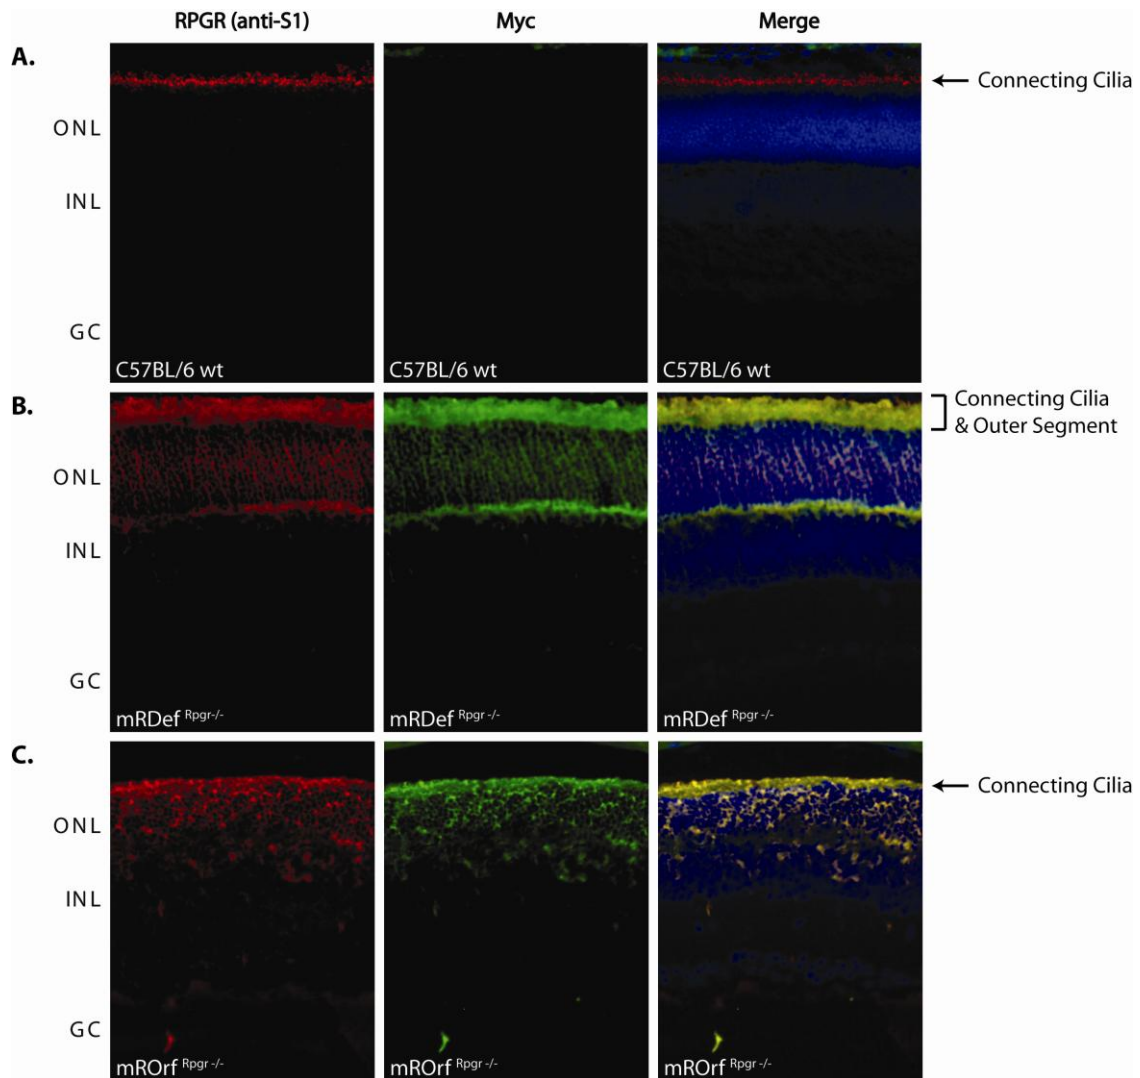 RPGR (anti-S1) Myc Merge
A.
Connecting Cilia
ONL
INL
GC
C57BL/6 wt C57BL/6 wt C57BL/6 wt
B.
Connecting Cilia
& Outer Segment
ONL
INL
GC
mRDef Rpgr-/- mRDef Rpgr-/- mRDef Rpgr -/-
C.
Connecting Cilia
ONL
INL
GC
mROrf Rpgr -/- mROrf Rpgr -/- mROrf Rpgr -/-